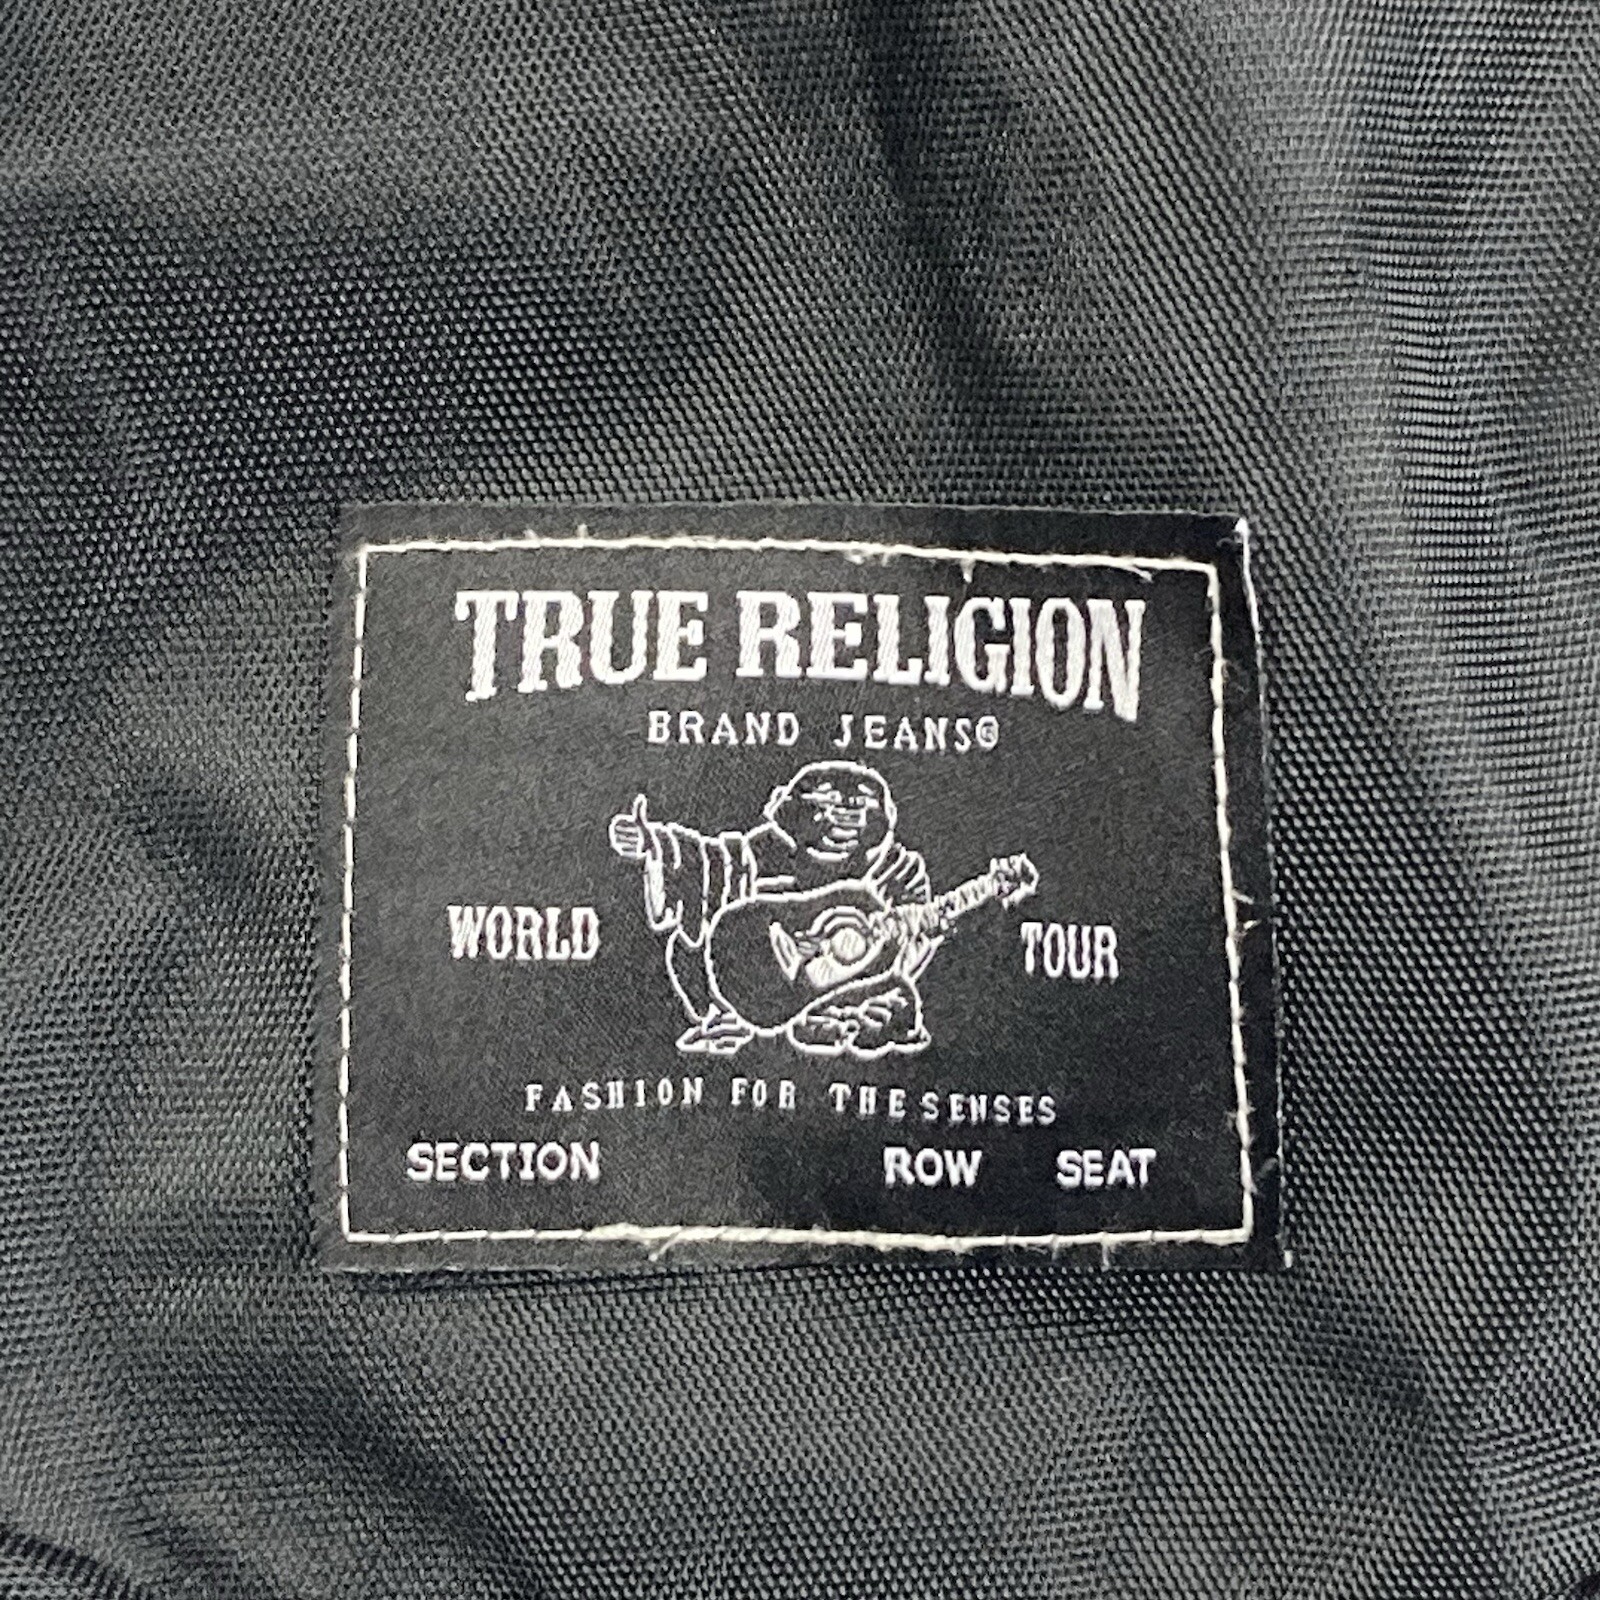 TRUE RELIGION
BRAND JEANS®
WORLD TOUR
FASHION FOR THE SENSES
SECTION ROW SEAT